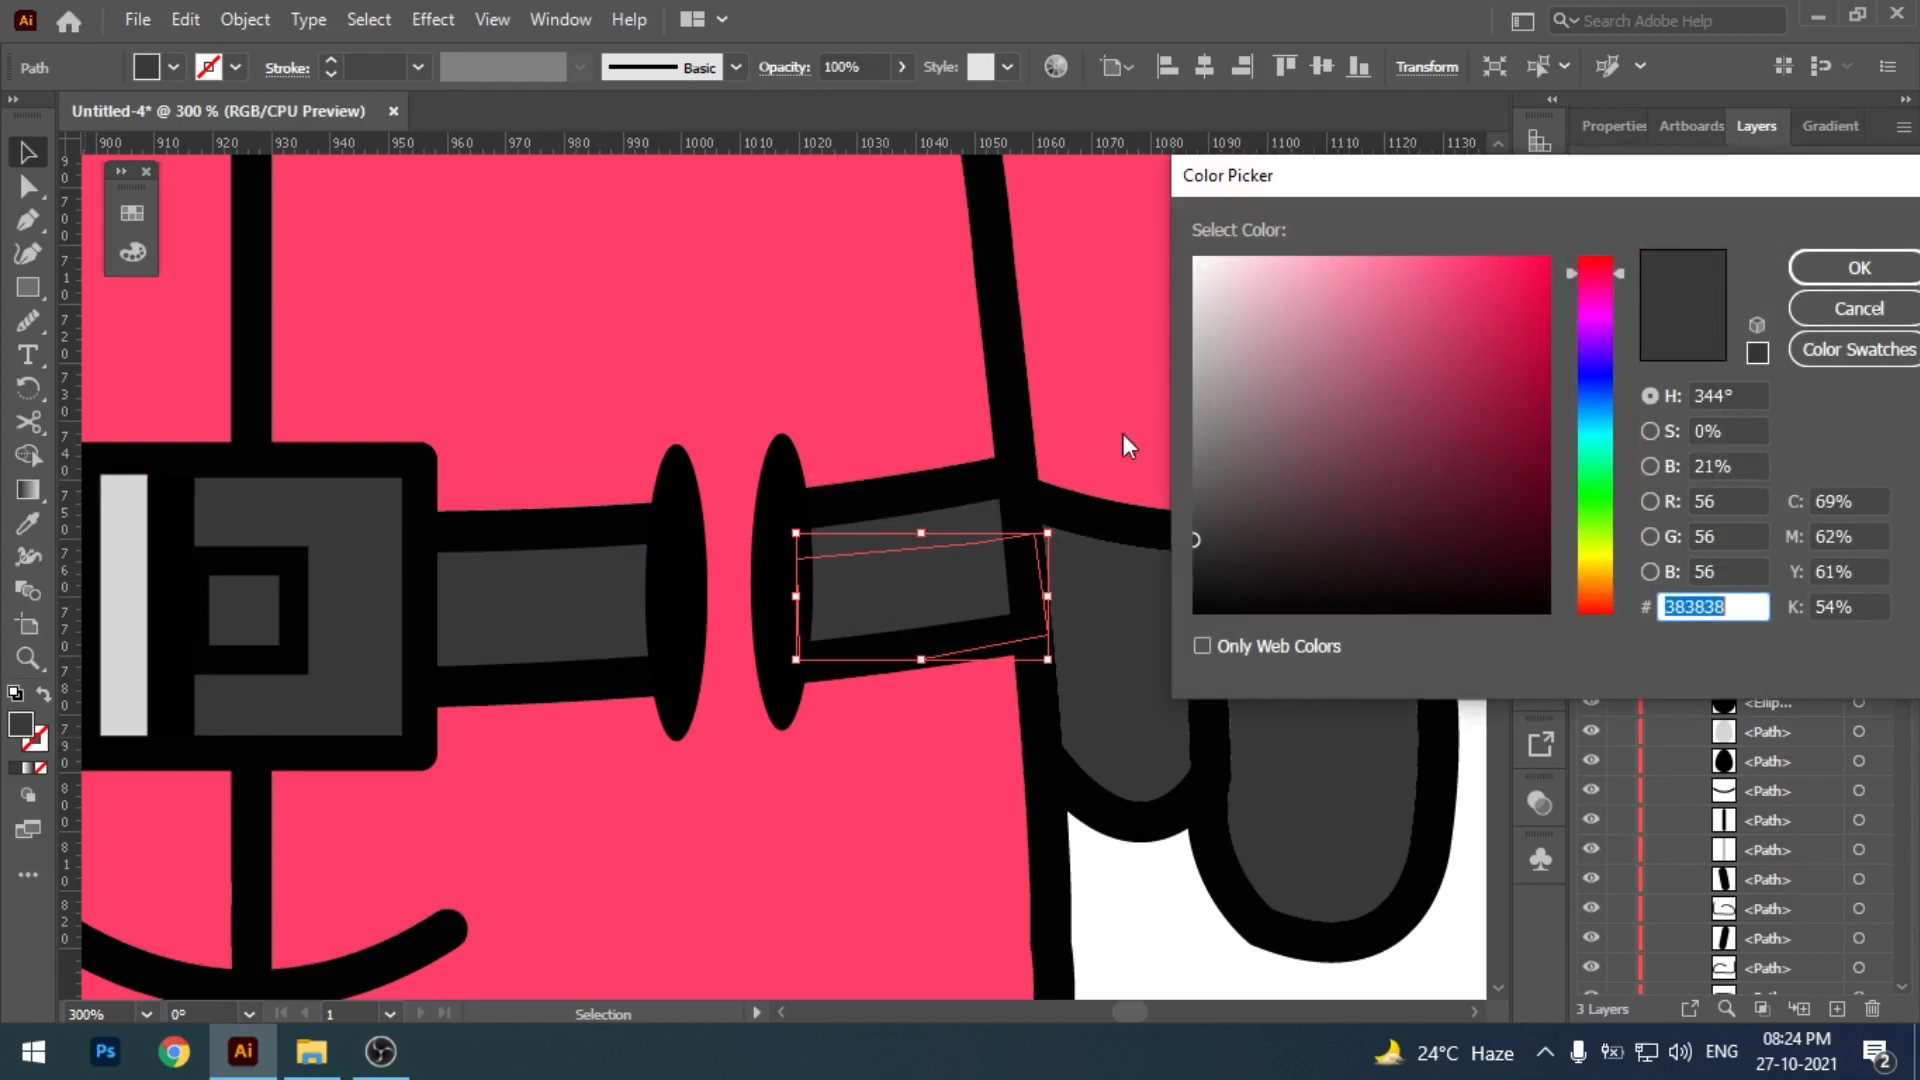 Ai File Edit Object Type Select Effect View Window Help Search Adobe Help
Path Stroke: Basic Opacity: 100% Style: Transform
Untitled-4* @ 300 % (RGB/CPU Preview)
Properties Artboards Layers Gradient
900 910 920 930 940 950 960 970 980 990 1000 1010 1020 1030 1040 1050 1060 1070 1080 1090 1100 1110 1120 1130
Color Picker
Select Color:
OK
Cancel
Color Swatches
H: 344°
S: 0%
B: 21%
R: 56 C: 69%
G: 56 M: 62%
B: 56 Y: 61%
# 383838 K: 54%
Only Web Colors
<Ellip...
<Path>
<Path>
<Path>
<Path>
<Path>
<Path>
<Path>
<Path>
<Path>
300% 0° 1 Selection
3 Layers
Ps Ai 24°C Haze ENG 08:24 PM
27-10-2021
2